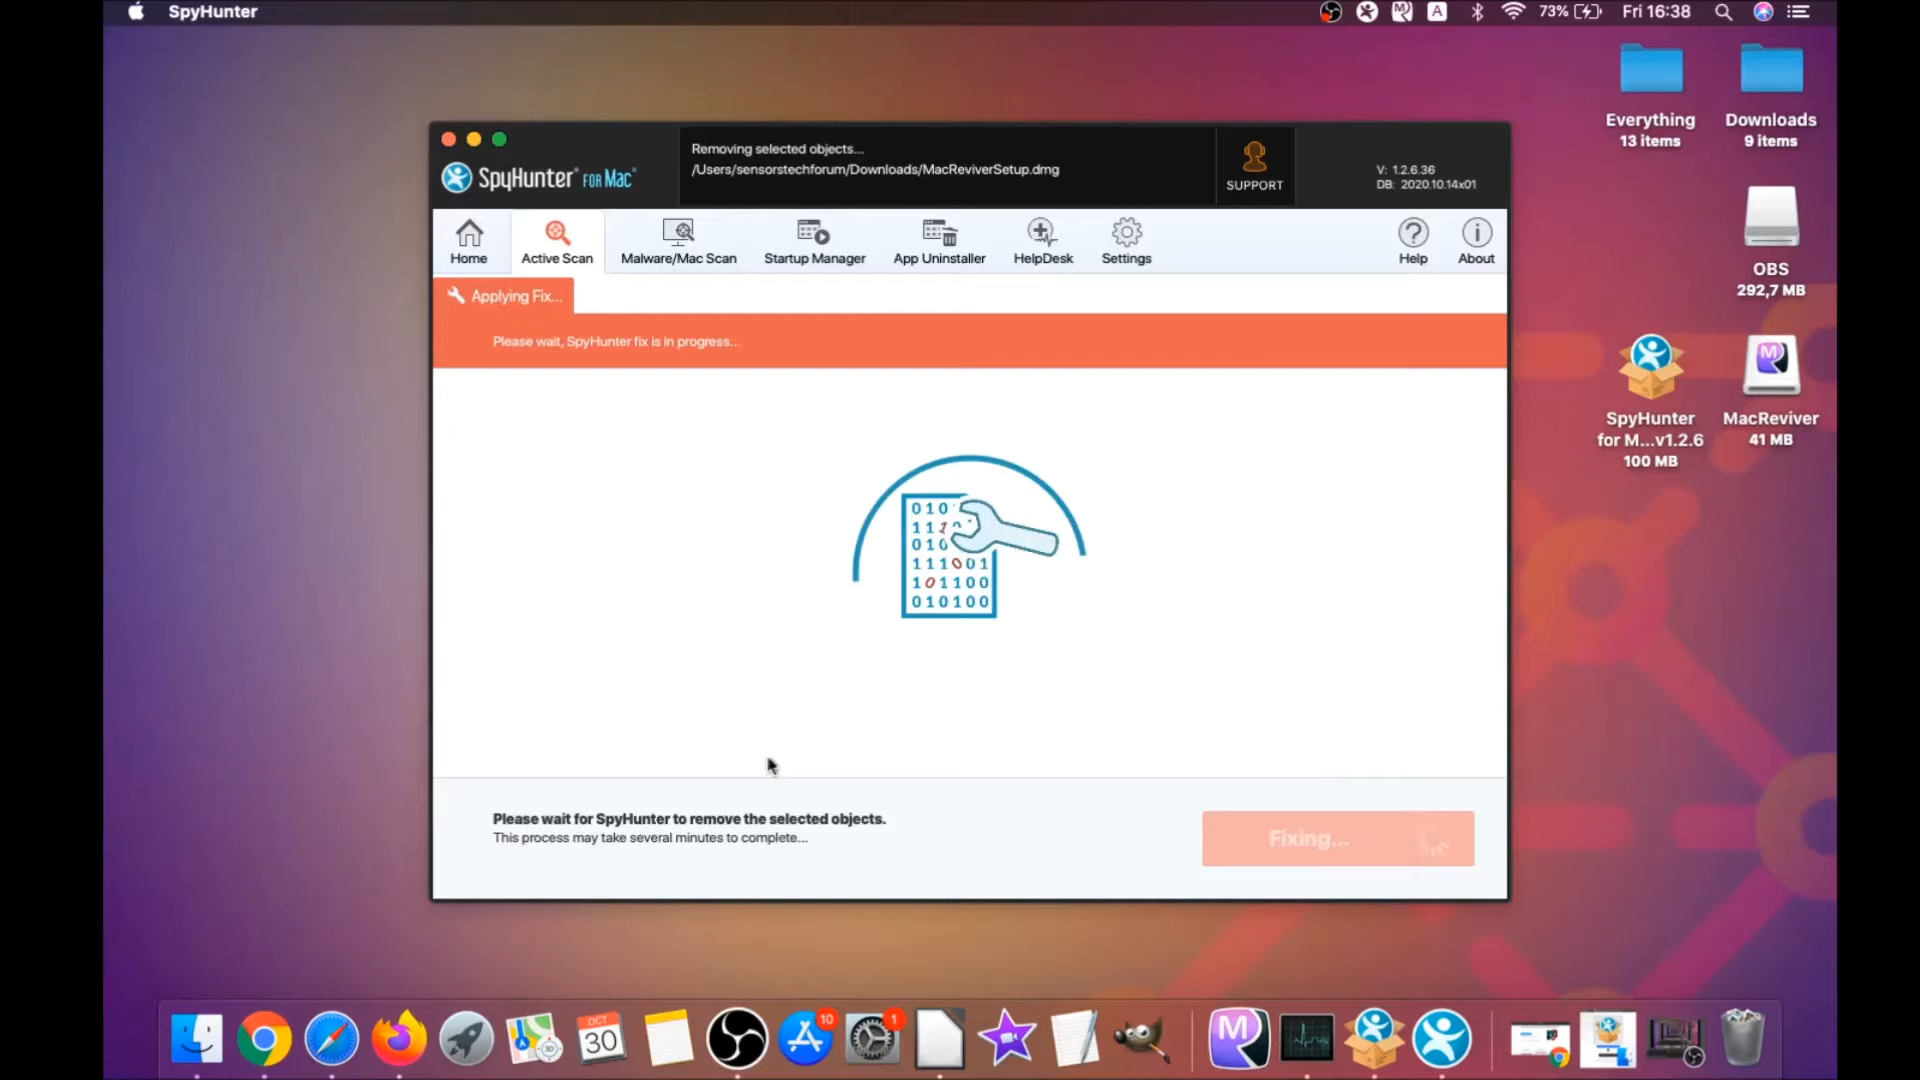 SpyHunter
A
73%
Fri 16:38
Everything
13 items
Downloads
9 items
OBS
292,7 MB
SpyHunter
for M...v1.2.6
100 MB
MacReviver
41 MB
SpyHunter® FOR Mac®
Removing selected objects...
/Users/sensorstechforum/Downloads/MacReviverSetup.dmg
SUPPORT
V: 1.2.6.36
DB: 2020.10.14x01
Home
Active Scan
Malware/Mac Scan
Startup Manager
App Uninstaller
HelpDesk
Settings
Help
About
Applying Fix...
Please wait, SpyHunter fix is in progress...
010
1110
010
111001
101100
010100
Please wait for SpyHunter to remove the selected objects.
This process may take several minutes to complete...
Fixing...
OCT
30
10
1
M